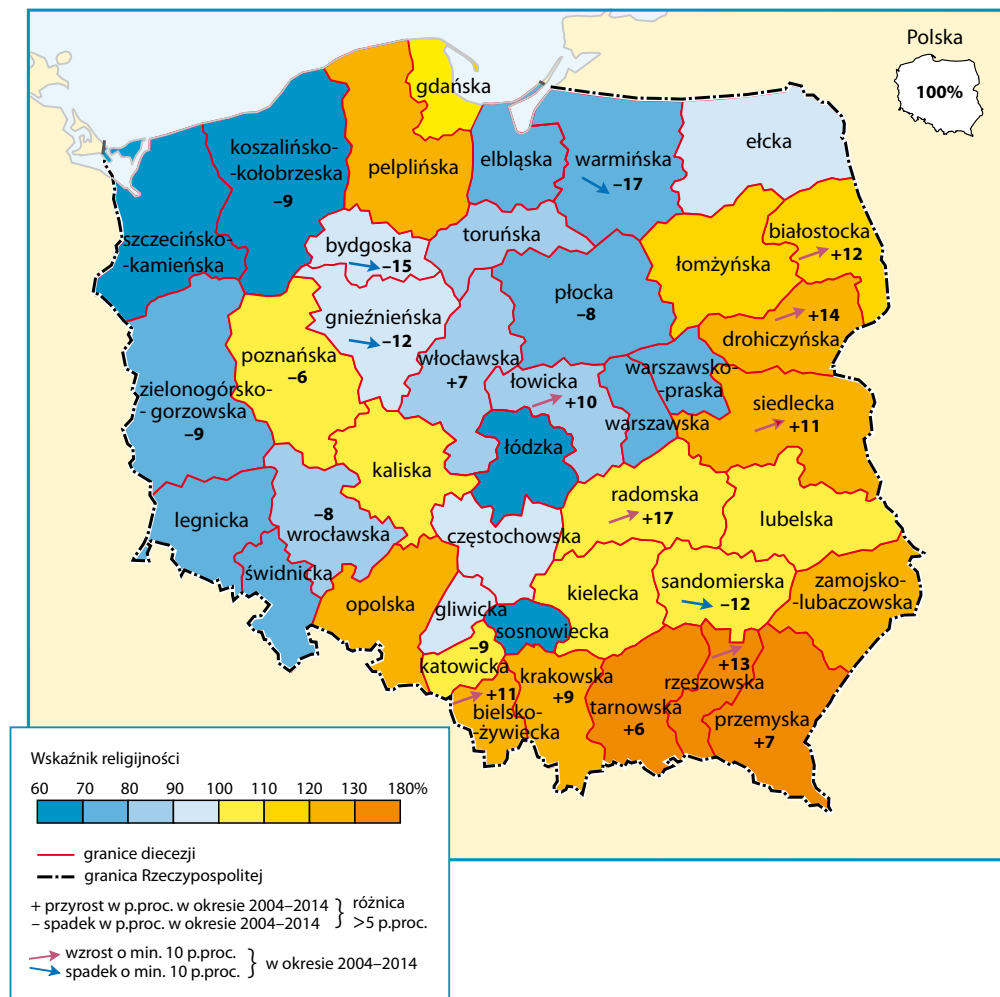 Polska
100%
gdańska
koszalińsko-
-kołobrzeska
–9
pelplińska
elbląska
warmińska
–17
ełcka
szczecińsko-
-kamieńska
bydgoska
–15
toruńska
łomżyńska
białostocka
+12
gnieźnieńska
–12
płocka
–8
+14
drohiczyńska
poznańska
–6
włocławska
+7
łowicka
+10
warszawsko-
-praska
zielonogórsko-
-gorzowska
–9
warszawska
siedlecka
+11
kaliska
łódzka
legnicka
–8
wrocławska
radomska
+17
lubelska
częstochowska
świdnicka
opolska
gliwicka
kielecka
sandomierska
–12
zamojsko-
-lubaczowska
sosnowiecka
–9
katowicka
+11
bielsko-
-żywiecka
krakowska
+9
tarnowska
+6
+13
rzeszowska
przemyska
+7
Wskaźnik religijności
60 70 80 90 100 110 120 130 180%
granice diecezji
granica Rzeczypospolitej
+ przyrost w p.proc. w okresie 2004–2014
– spadek w p.proc. w okresie 2004–2014
} różnica
>5 p.proc.
wzrost o min. 10 p.proc.
spadek o min. 10 p.proc.
} w okresie 2004–2014